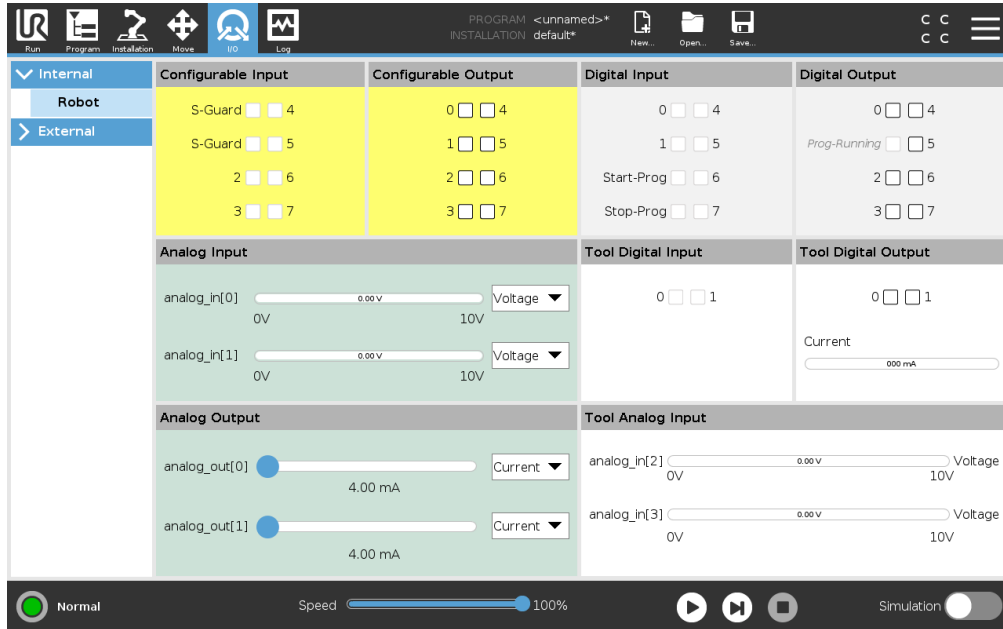 PROGRAM <unnamed>*
INSTALLATION default*
C C
C C
Run Program Installation Move I/O Log New... Open... Save...
Internal
Robot
External
Configurable Input
S-Guard 4
S-Guard 5
2 6
3 7
Configurable Output
0 4
1 5
2 6
3 7
Digital Input
0 4
1 5
Start-Prog 6
Stop-Prog 7
Digital Output
0 4
Prog-Running 5
2 6
3 7
Analog Input
analog_in[0] 0.00 V Voltage
0V 10V
analog_in[1] 0.00 V Voltage
0V 10V
Tool Digital Input
0 1
Tool Digital Output
0 1
Current
000 mA
Analog Output
analog_out[0] Current
4.00 mA
analog_out[1] Current
4.00 mA
Tool Analog Input
analog_in[2] 0.00 V Voltage
0V 10V
analog_in[3] 0.00 V Voltage
0V 10V
Normal
Speed 100%
Simulation